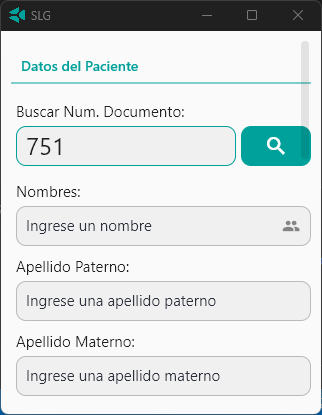 SLG
Datos del Paciente
Buscar Num. Documento:
751
Nombres:
Ingrese un nombre
Apellido Paterno:
Ingrese una apellido paterno
Apellido Materno:
Ingrese una apellido materno